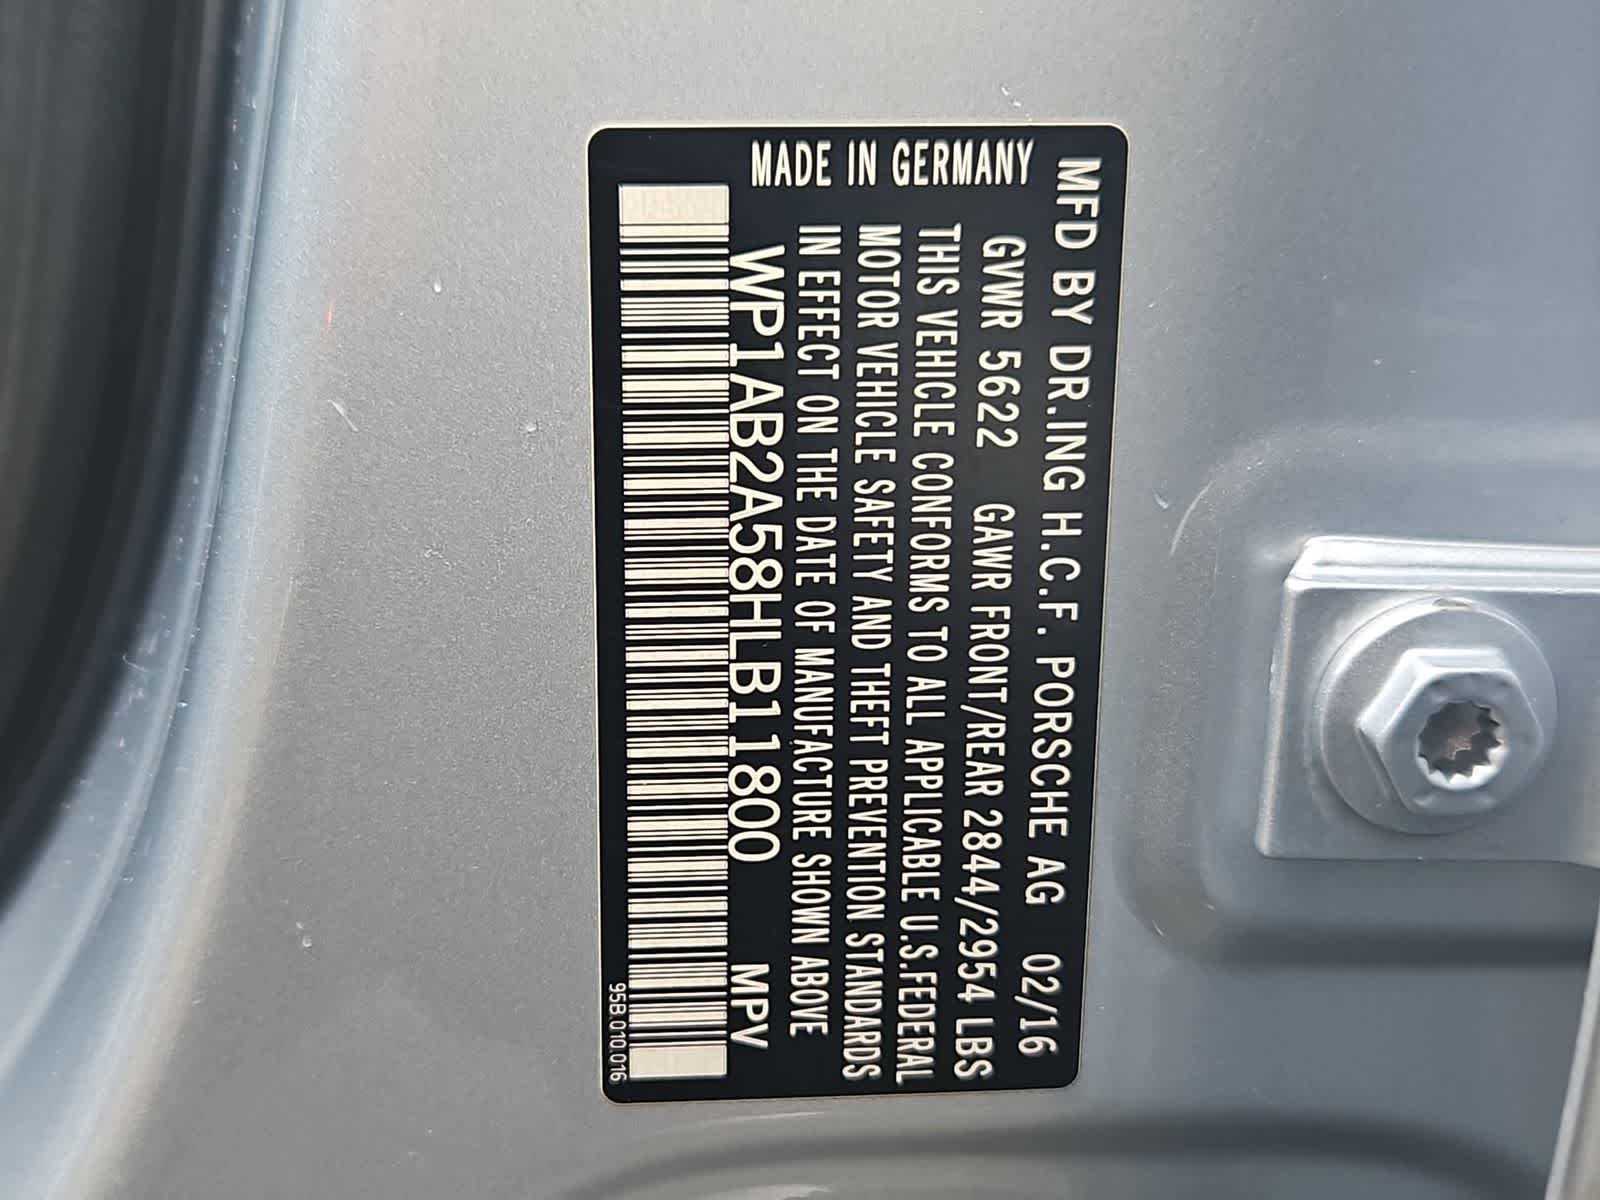 MFD BY DR.ING H.C.F. PORSCHE AG 02/16
GVWR 5622 GAWR FRONT/REAR 2844/2954 LBS
THIS VEHICLE CONFORMS TO ALL APPLICABLE U.S.FEDERAL
MOTOR VEHICLE SAFETY AND THEFT PREVENTION STANDARDS
IN EFFECT ON THE DATE OF MANUFACTURE SHOWN ABOVE
WP1AB2A58HLB11800 MPV
95B.010.016
MADE IN GERMANY